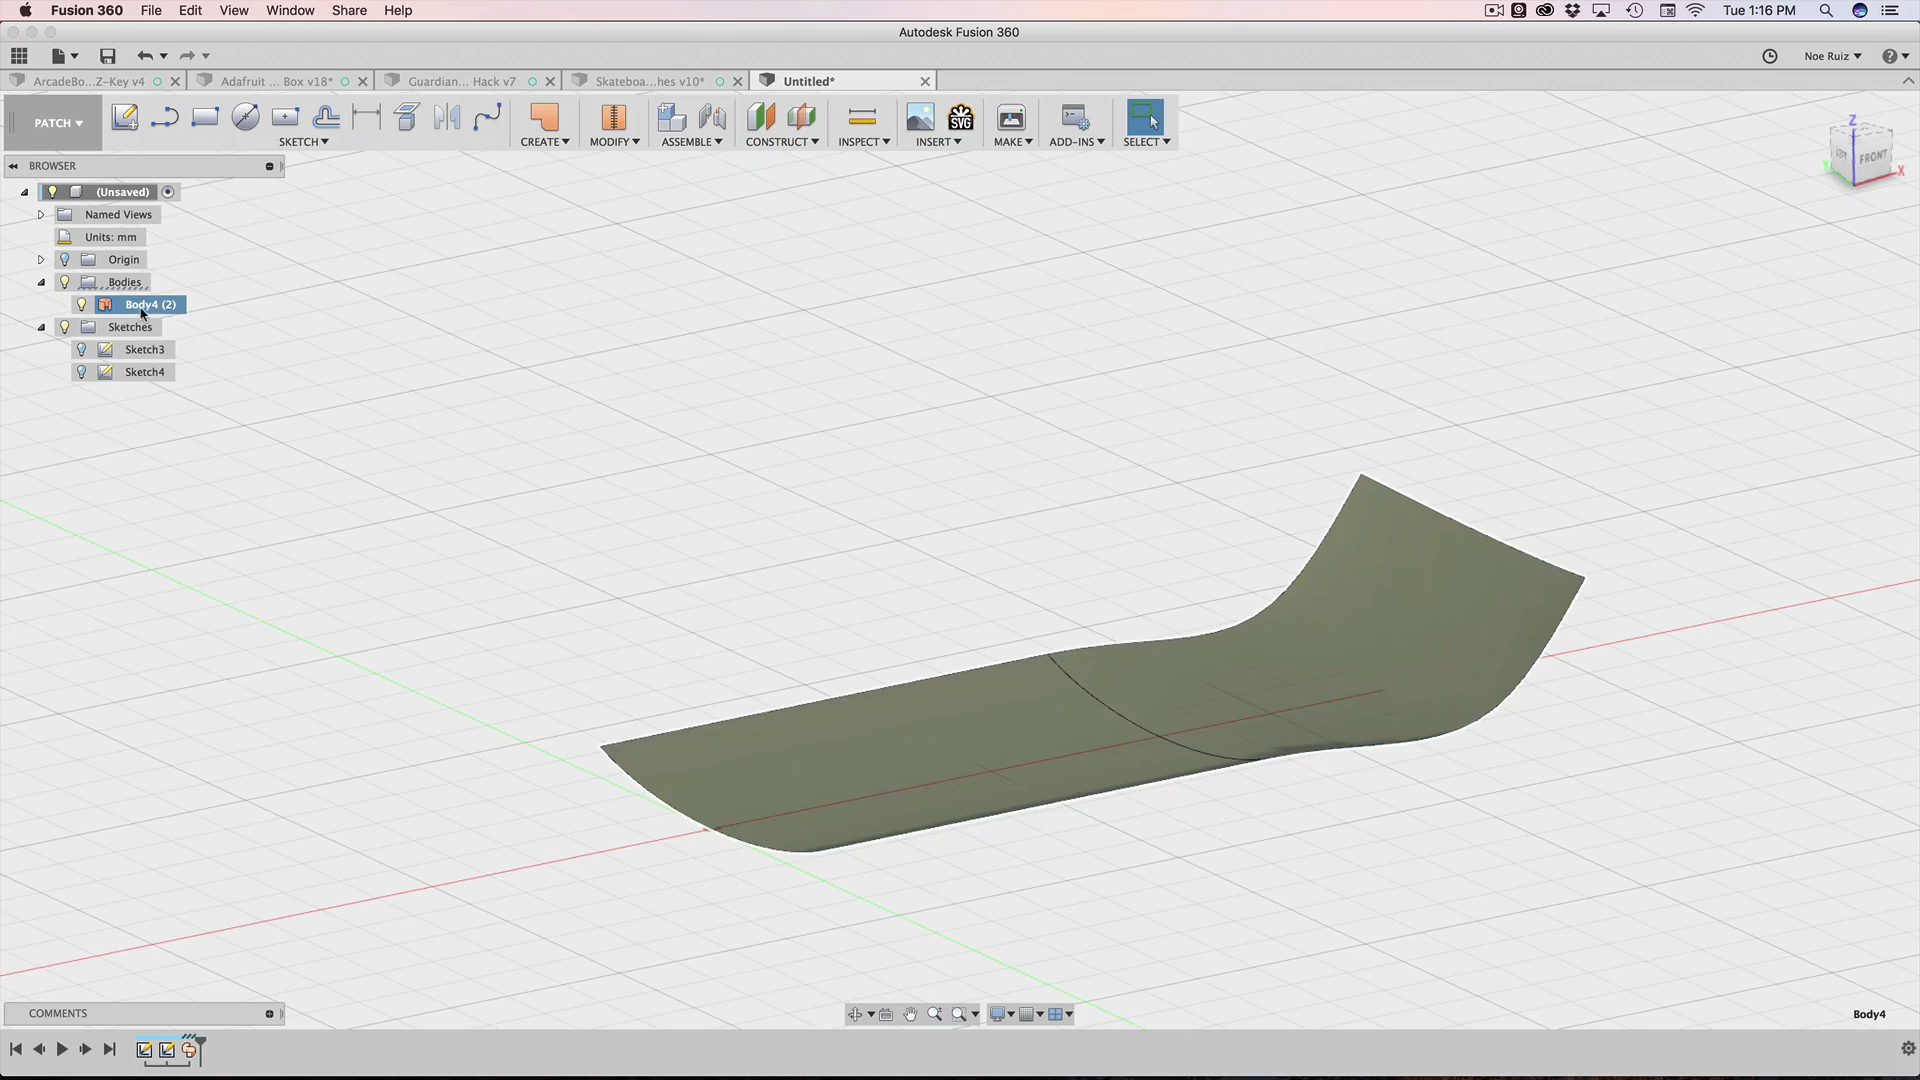 Fusion 360 File Edit View Window Share Help Tue 1:16 PM
Autodesk Fusion 360
Noe Ruiz
ArcadeBo...Z-Key v4 Adafruit ... Box v18* Guardian... Hack v7 Skateboa...hes v10* Untitled*
PATCH
SKETCH CREATE MODIFY ASSEMBLE CONSTRUCT INSPECT INSERT MAKE ADD-INS SELECT
SVG
BROWSER
(Unsaved)
Named Views
Units: mm
Origin
Bodies
Body4 (2)
Sketches
Sketch3
Sketch4
Z
LEFT FRONT
X
Y
COMMENTS
Body4